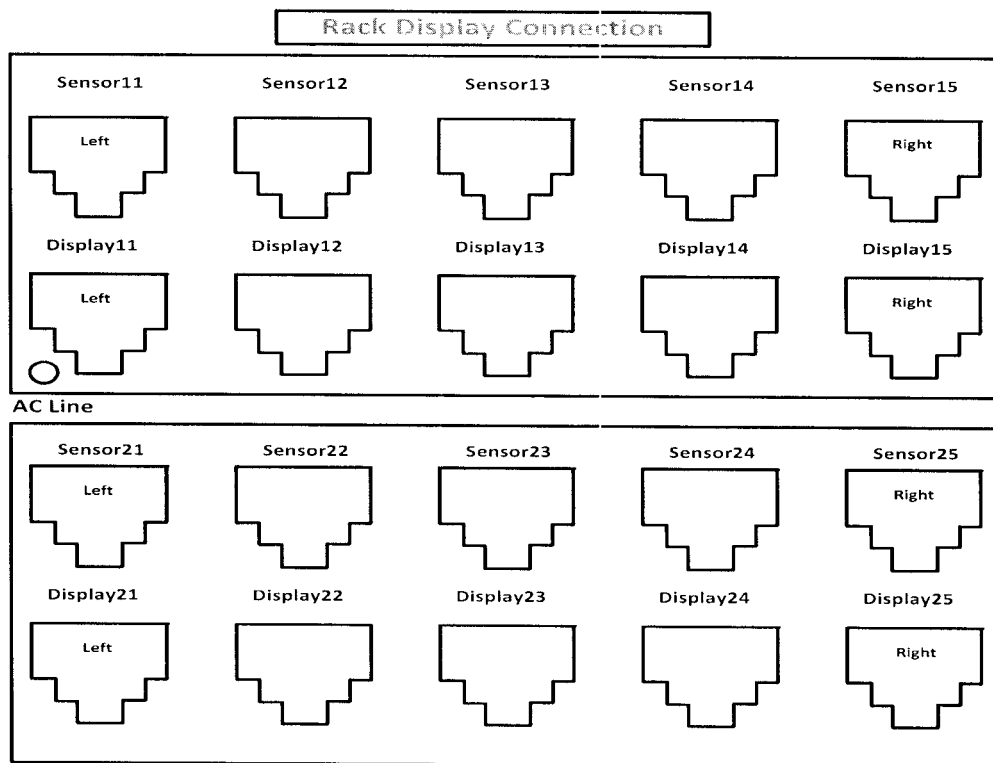 Rack Display Connection
Sensor11 Sensor12 Sensor13 Sensor14 Sensor15
Left Right
Display11 Display12 Display13 Display14 Display15
Left Right
AC Line
Sensor21 Sensor22 Sensor23 Sensor24 Sensor25
Left Right
Display21 Display22 Display23 Display24 Display25
Left Right